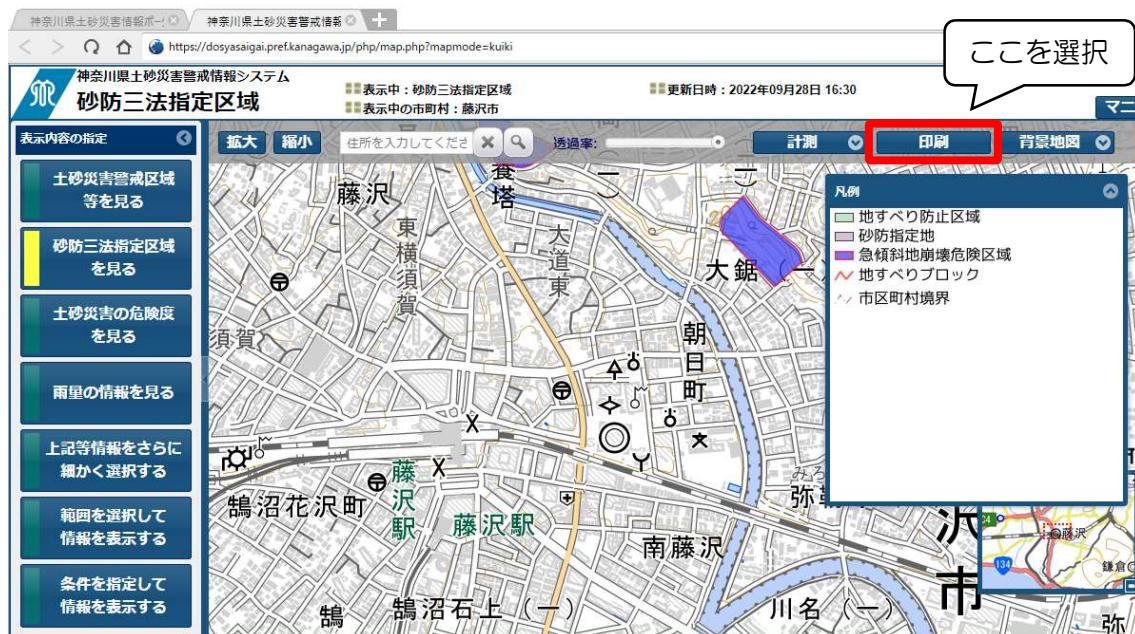 神奈川県土砂災害情報ポー
神奈川県土砂災害警戒情報
https://dosyasaigai.pref.kanagawa.jp/php/map.php?mapmode=kuiki
ここを選択
神奈川県土砂災害警戒情報システム
砂防三法指定区域
表示中：砂防三法指定区域
表示中の市町村：藤沢市
更新日時：2022年09月28日 16:30
マニ
表示内容の指定
拡大
縮小
住所を入力してくださ
透過率：
計測
印刷
背景地図
土砂災害警戒区域
等を見る
砂防三法指定区域
を見る
土砂災害の危険度
を見る
雨量の情報を見る
上記等情報をさらに
細かく選択する
範囲を選択して
情報を表示する
条件を指定して
情報を表示する
凡例
地すべり防止区域
砂防指定地
急傾斜地崩壊危険区域
地すべりブロック
市区町村境界
藤沢
養
塔
東
横
須
賀
大
道
東
大鋸
(一
須賀
朝
日
町
藤
沢
駅
藤沢駅
鵠沼花沢町
みろ
弥
南藤沢
沢
市
鵠
鵠沼石上（一）
川名（一）
弥
134
藤沢
鎌倉